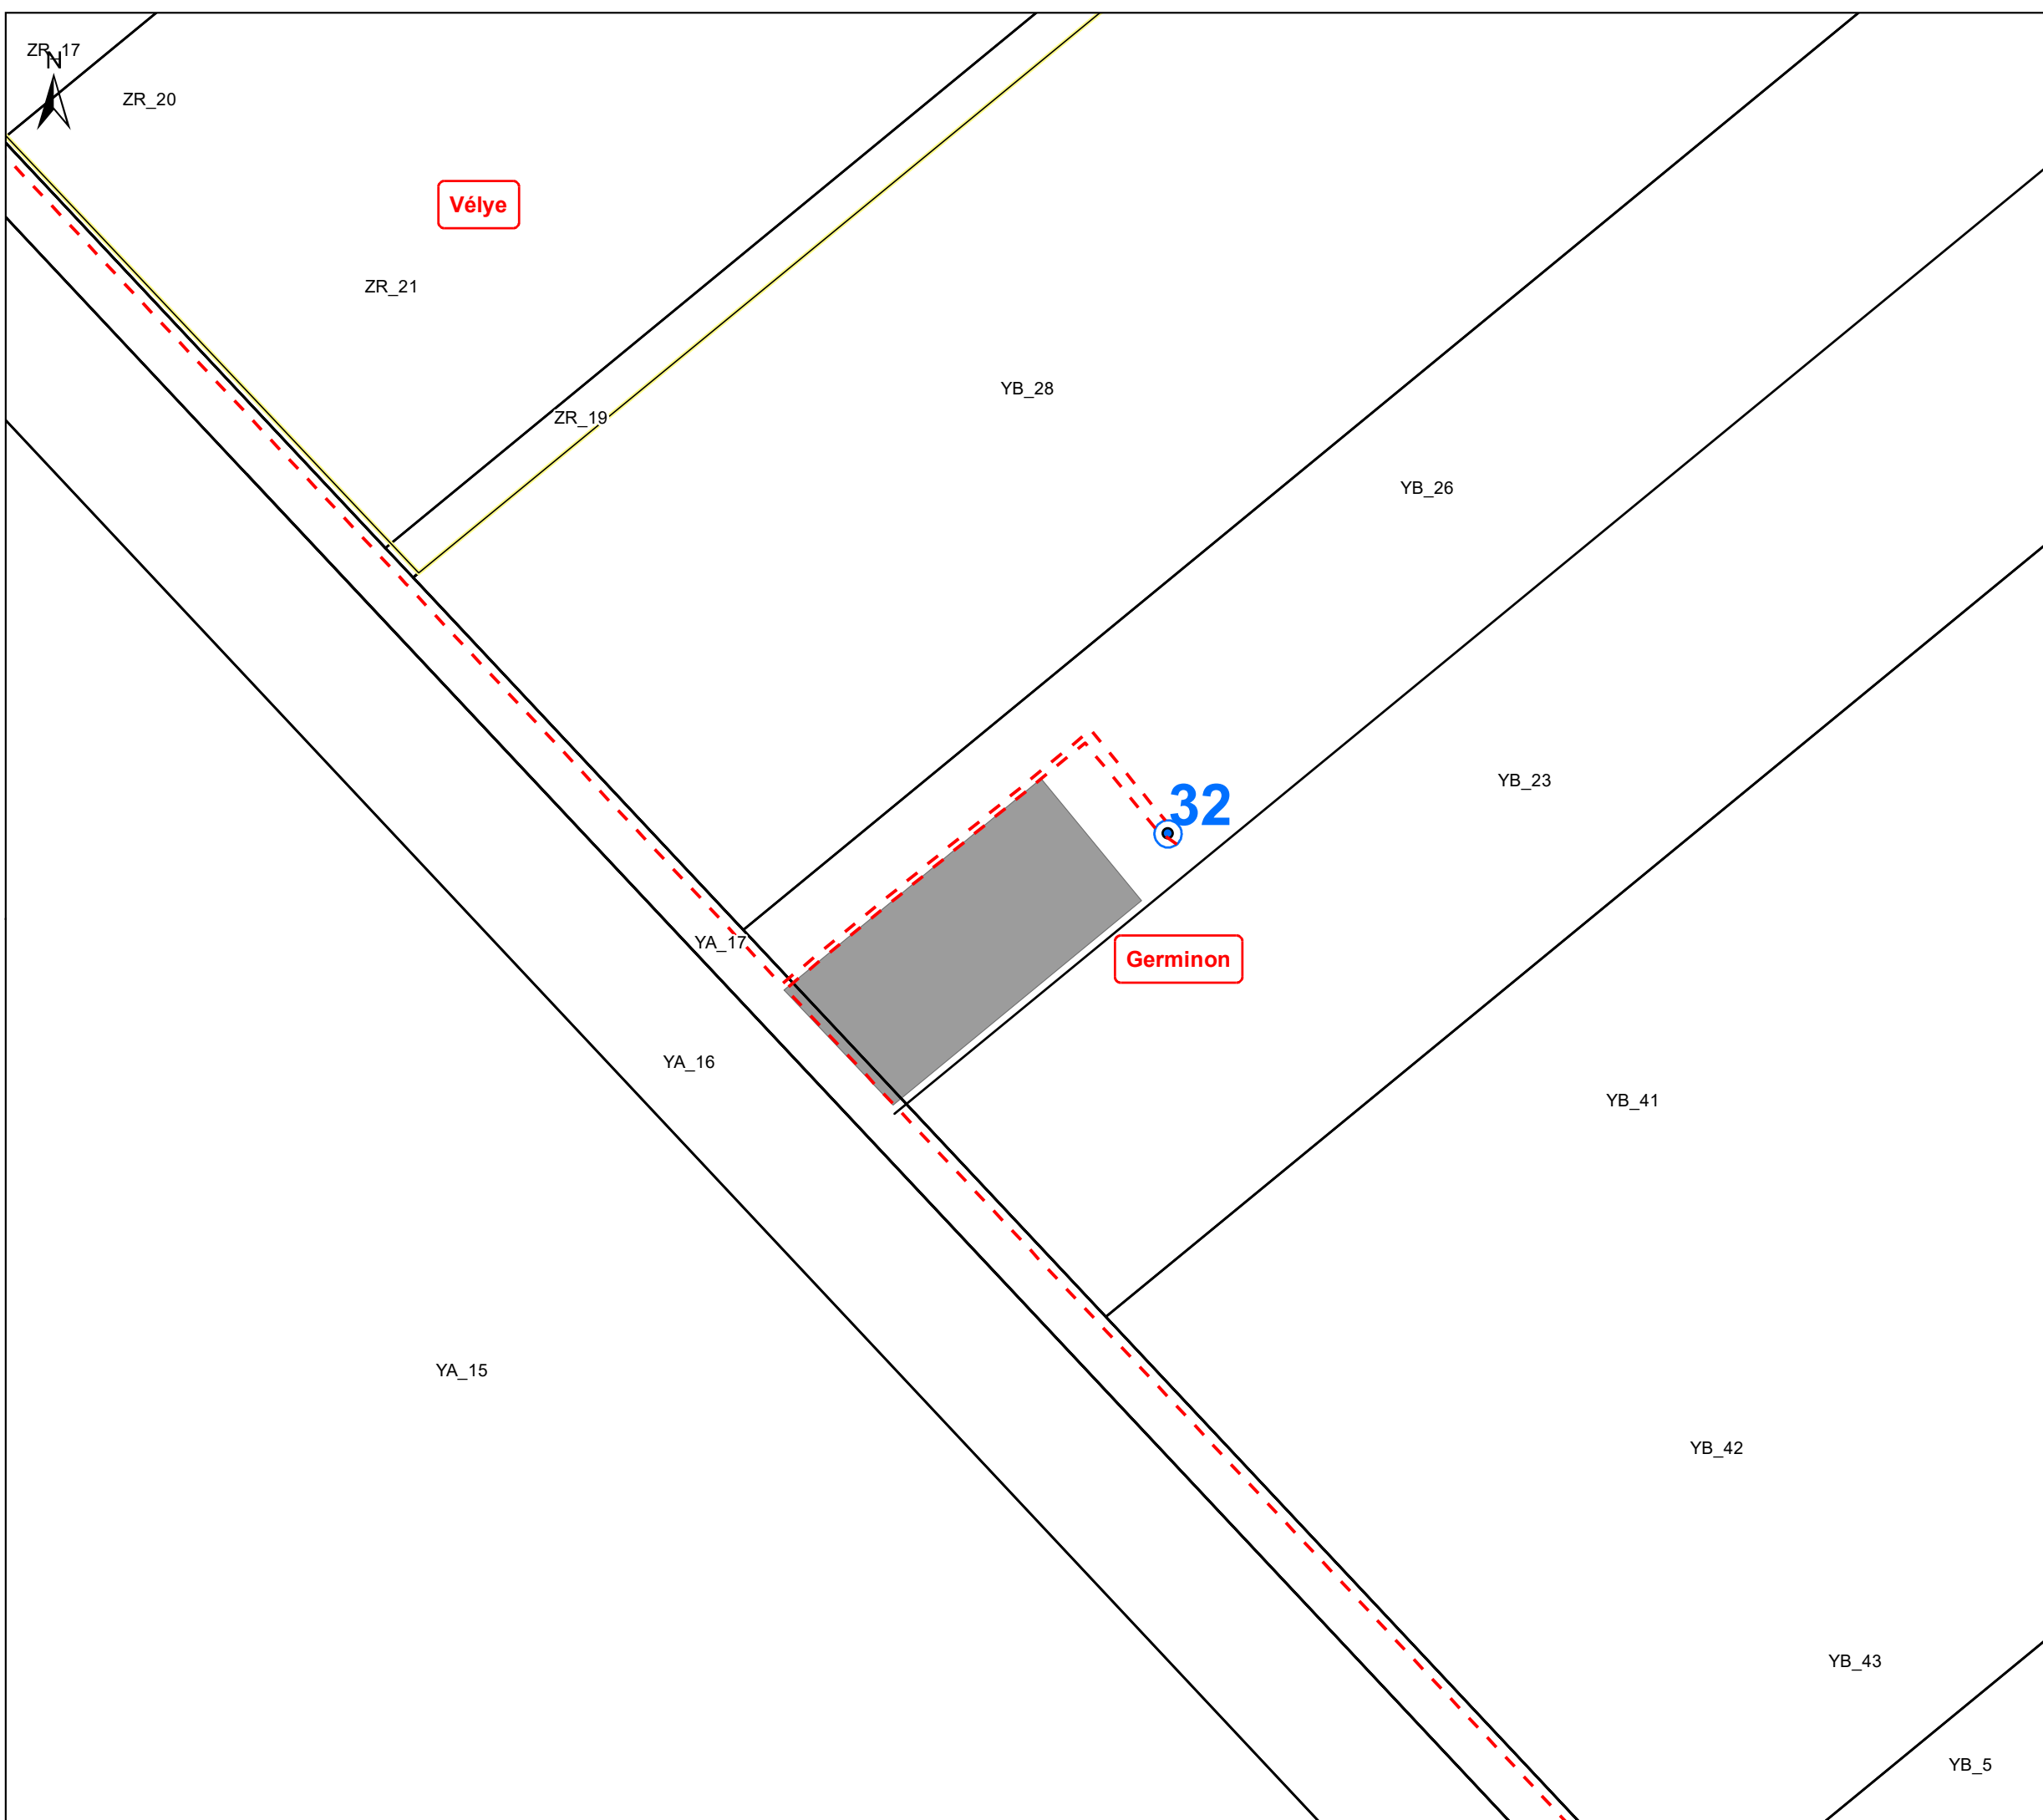 ZR_17
N
ZR_20
Vélye
ZR_21
YB_28
ZR_19
YB_26
YB_23
32
YA_17
Germinon
YA_16
YB_41
YA_15
YB_42
YB_43
YB_5